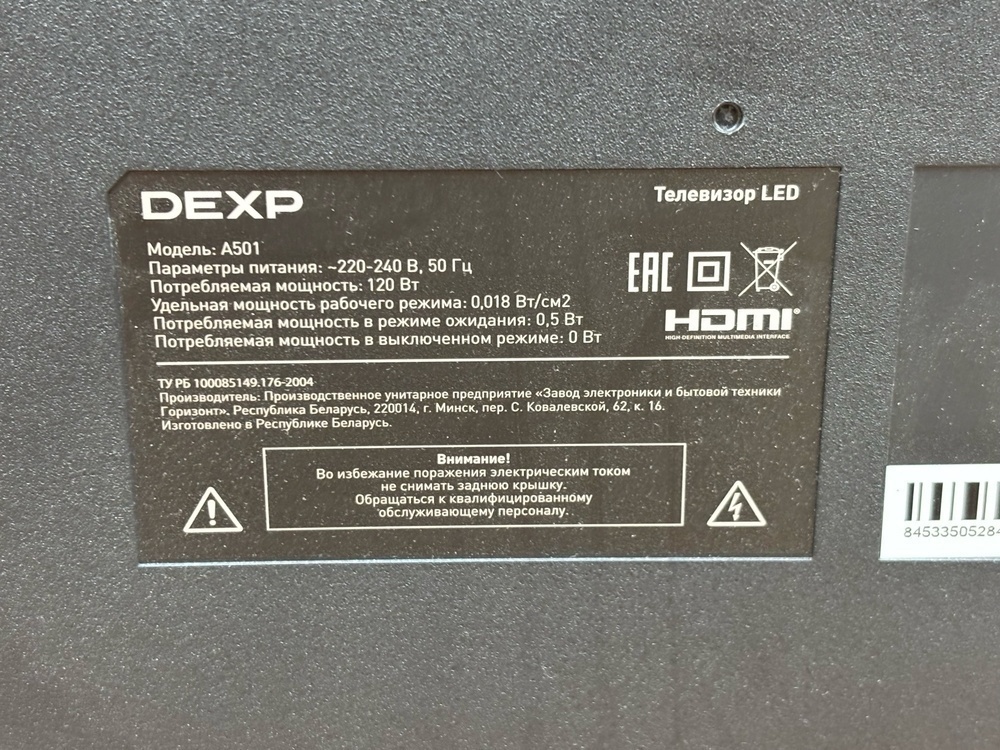 DEXP
Телевизор LED
Модель: A501
Параметры питания: ~220-240 В, 50 Гц
Потребляемая мощность: 120 Вт
Удельная мощность рабочего режима: 0,018 Вт/см2
Потребляемая мощность в режиме ожидания: 0,5 Вт
Потребляемая мощность в выключенном режиме: 0 Вт
EAC
HDMI®
HIGH-DEFINITION MULTIMEDIA INTERFACE
ТУ РБ 100085149.176-2004
Производитель: Производственное унитарное предприятие «Завод электроники и бытовой техники
Горизонт». Республика Беларусь, 220014, г. Минск, пер. С. Ковалевской, 62, к. 16.
Изготовлено в Республике Беларусь.
Внимание!
Во избежание поражения электрическим током
не снимать заднюю крышку.
Обращаться к квалифицированному
обслуживающему персоналу.
8453350528